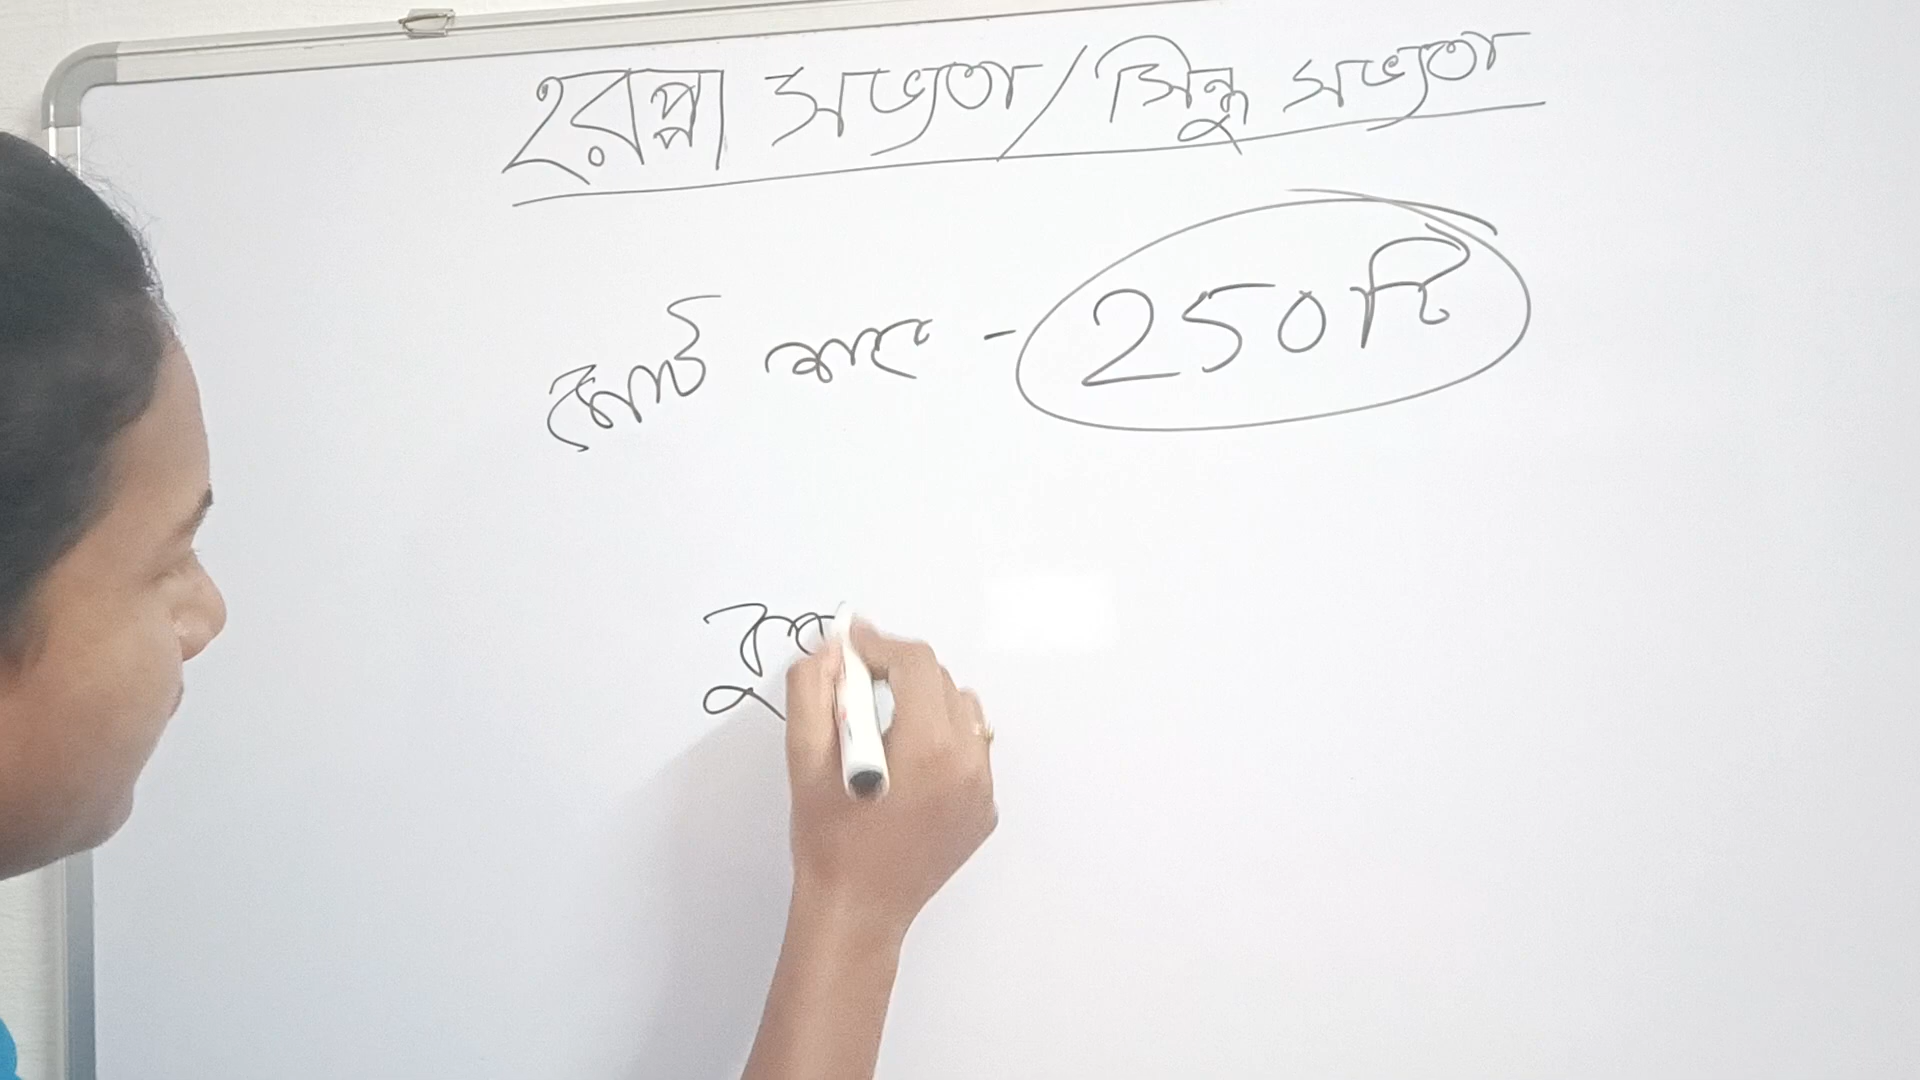 হরপ্পা সভ্যতা / সিন্ধু সভ্যতা
মোট শহর - 250টি